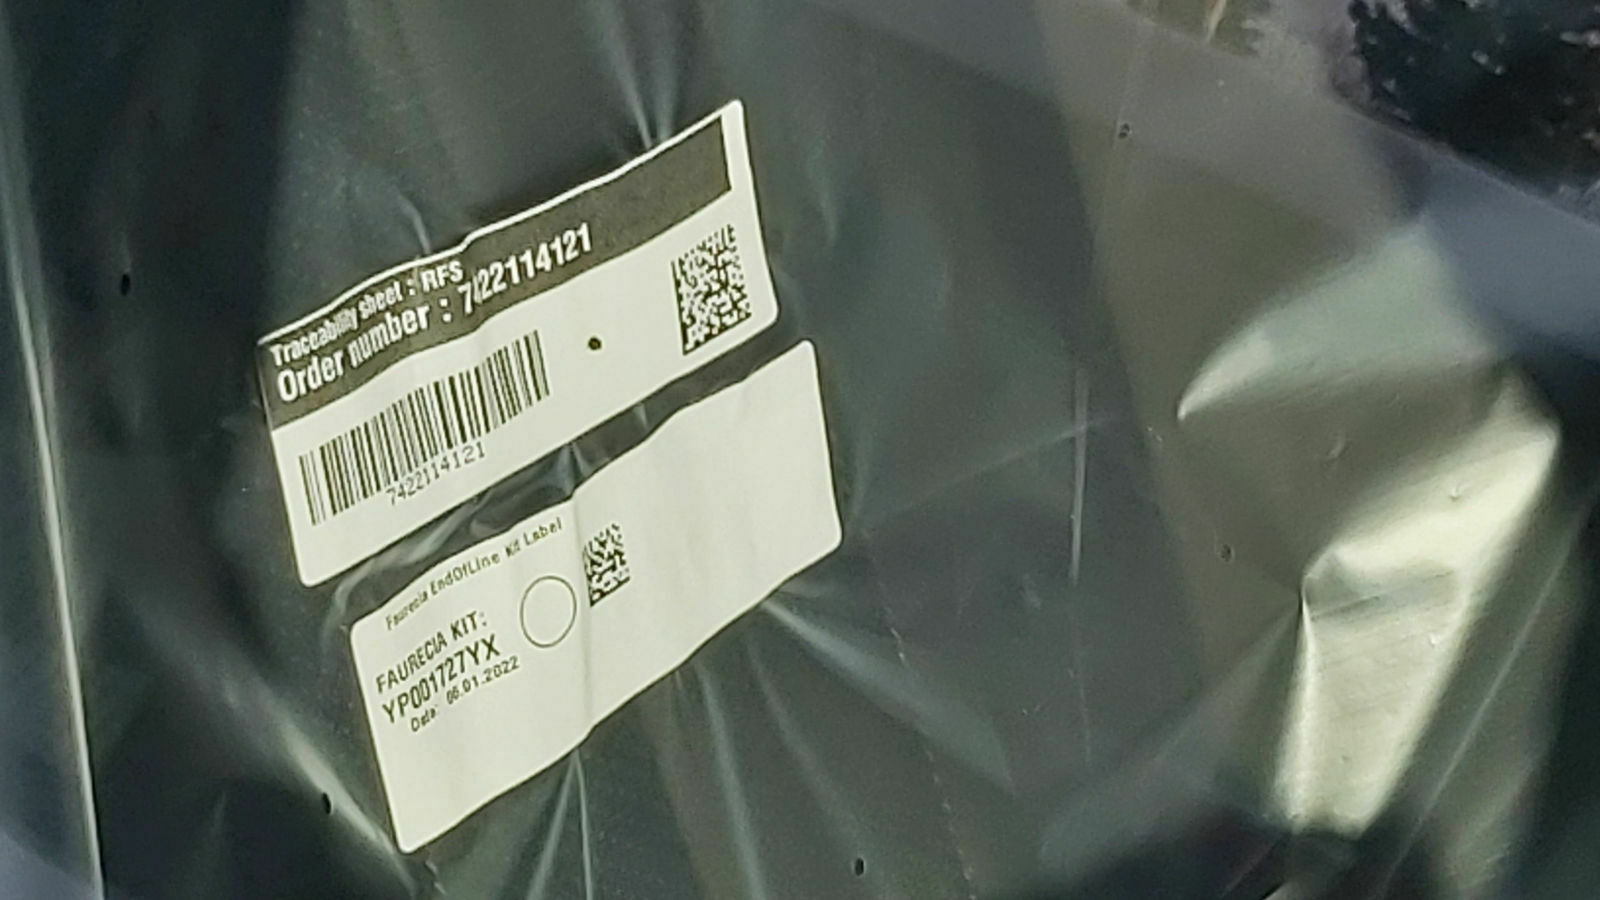 Traceability sheet : RFS
Order number : 7422114121
7422114121
Faurecia EndOfLine Kit Label
FAURECIA KIT:
YP001727YX
Date: 06.01.2022